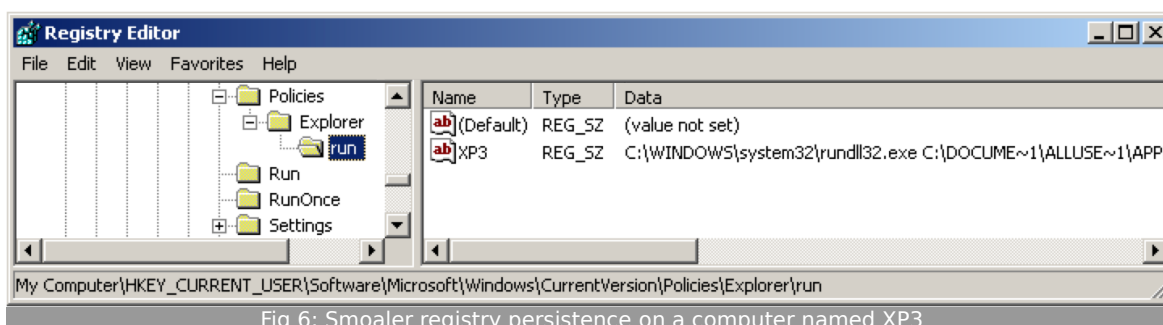 Registry Editor
File Edit View Favorites Help
Policies
Explorer
run
Run
RunOnce
Settings
Name Type Data
(Default) REG_SZ (value not set)
XP3 REG_SZ C:\WINDOWS\system32\rundll32.exe C:\DOCUME~1\ALLUSE~1\APP
My Computer\HKEY_CURRENT_USER\Software\Microsoft\Windows\CurrentVersion\Policies\Explorer\run
Fig 6: Smoaler registry persistence on a computer named XP3